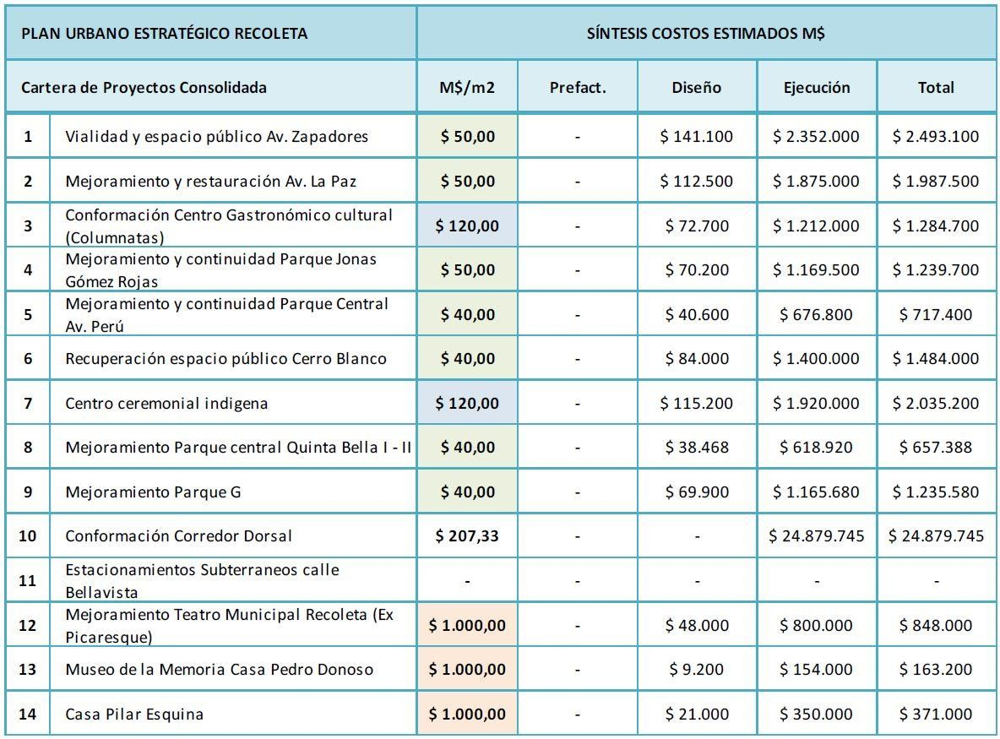 PLAN URBANO ESTRATÉGICO RECOLETA SÍNTESIS COSTOS ESTIMADOS M$
Cartera de Proyectos Consolidada M$/m2 Prefact. Diseño Ejecución Total
1 Vialidad y espacio público Av. Zapadores $ 50,00 - $ 141.100 $ 2.352.000 $ 2.493.100
2 Mejoramiento y restauración Av. La Paz $ 50,00 - $ 112.500 $ 1.875.000 $ 1.987.500
3 Conformación Centro Gastronómico cultural
(Columnatas) $ 120,00 - $ 72.700 $ 1.212.000 $ 1.284.700
4 Mejoramiento y continuidad Parque Jonas
Gómez Rojas $ 50,00 - $ 70.200 $ 1.169.500 $ 1.239.700
5 Mejoramiento y continuidad Parque Central
Av. Perú $ 40,00 - $ 40.600 $ 676.800 $ 717.400
6 Recuperación espacio público Cerro Blanco $ 40,00 - $ 84.000 $ 1.400.000 $ 1.484.000
7 Centro ceremonial indigena $ 120,00 - $ 115.200 $ 1.920.000 $ 2.035.200
8 Mejoramiento Parque central Quinta Bella I - II $ 40,00 - $ 38.468 $ 618.920 $ 657.388
9 Mejoramiento Parque G $ 40,00 - $ 69.900 $ 1.165.680 $ 1.235.580
10 Conformación Corredor Dorsal $ 207,33 - - $ 24.879.745 $ 24.879.745
11 Estacionamientos Subterraneos calle
Bellavista - - - - -
12 Mejoramiento Teatro Municipal Recoleta (Ex
Picaresque) $ 1.000,00 - $ 48.000 $ 800.000 $ 848.000
13 Museo de la Memoria Casa Pedro Donoso $ 1.000,00 - $ 9.200 $ 154.000 $ 163.200
14 Casa Pilar Esquina $ 1.000,00 - $ 21.000 $ 350.000 $ 371.000